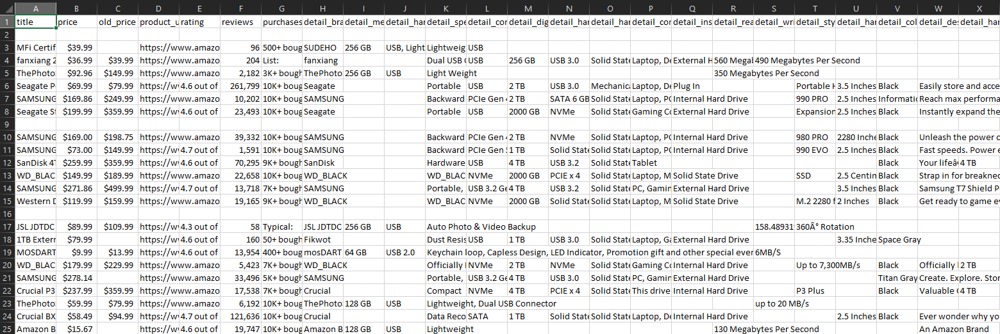 A B C D E F G H I J K L M N O P Q R S T U V W X
1 title price old_price product_u rating reviews purchases detail_bra detail_me detail_har detail_spe detail_cor detail_dig detail_har detail_har detail_cor detail_ins detail_rea detail_wri detail_sty detail_har detail_col detail_des detail_har
2
3 MFi Certif $39.99 https://www.amazo 96 500+ boug SUDEHO 256 GB USB, Light Lightweig USB
4 fanxiang 2 $36.99 $39.99 https://www.amazo 204 List: fanxiang Dual USB C USB 256 GB USB 3.0 Solid State Laptop, De External H 560 Megal 490 Megabytes Per Second
5 ThePhoto $92.96 $149.99 https://www.amazo 2,182 3K+ bough ThePhoto 256 GB USB Light Weight 350 Megabytes Per Second
6 Seagate P $69.99 $79.99 https://w 4.6 out of 261,799 10K+ boug Seagate Portable USB 2 TB USB 3.0 Mechanica Laptop, De Plug In Portable H 3.5 Inches Black Easily store and acce
7 SAMSUNG $169.86 $249.99 https://www.amazo 10,202 10K+ boug SAMSUNG Backward PCIe Gen 4 2 TB SATA 6 GB Solid State Laptop, PC Internal Hard Drive 990 PRO 2.5 Inches Informatio Reach max performa
8 Seagate St $199.99 $359.99 https://www.amazo 23,493 10K+ boug Seagate Portable USB 2000 GB NVMe Solid State Gaming Co Internal Hard Drive Expansion 2.5 Inches Black Instantly expand the
9
10 SAMSUNG $169.00 $198.75 https://www.amazo 39,332 10K+ boug SAMSUNG Backward PCIe Gen 4 2 TB NVMe Solid State Laptop, PC Internal Hard Drive 980 PRO 2280 Inche Black Unleash the power c
11 SAMSUNG $73.00 $149.99 https://w 4.7 out of 1,591 10K+ boug SAMSUNG Backward PCIe Gen 1 TB Solid State Solid State Laptop, PC Internal Hard Drive 990 EVO 2.5 Inches Black Fast speeds. Power e
12 SanDisk 4T $259.99 $359.99 https://www.amazo 70,295 9K+ bough SanDisk Hardware USB 4 TB USB 3.2 Solid State Tablet Black Your lifeâ€ 4 TB
13 WD_BLAC $149.99 $189.99 https://www.amazo 22,658 10K+ boug WD_BLACK WD_BLAC NVMe 2000 GB PCIE x 4 Solid State Laptop, M Solid State Drive SSD 2.5 Centin Black Strap in for breakned
14 SAMSUNG $271.86 $499.99 https://w 4.7 out of 13,718 7K+ bough SAMSUNG Portable, USB 3.2 Ge 4 TB USB 3.2 Solid State PC, Gamin External Hard Drive 3.5 Inches Black Samsung T7 Shield P
15 Western D $119.99 $159.99 https://www.amazo 19,165 9K+ bough WD_BLACK WD_BLAC NVMe 2000 GB Solid State Solid State Laptop, Ga Solid State Drive M.2 2280 f 2 Inches Black Get ready to game ev
16
17 JSL JDTDC $89.99 $109.99 https://w 4.3 out of 58 Typical: JSL JDTDC 256 GB USB Auto Photo & Video Backup 158.48931 360Â° Rotation
18 1TB Extern $79.99 https://w 4.6 out of 160 50+ bough Fikwot Dust Resis USB 1 TB USB 3.0 Solid State Laptop, Ga External Hard Drive 3.35 Inche Space Gray
19 MOSDART $9.99 $13.99 https://w 4.6 out of 13,954 400+ boug mosDART 64 GB USB 2.0 Keychain loop, Capless Design, LED Indicator, Promotion gift and other special ever 6MB/S
20 WD_BLAC $179.99 $229.99 https://www.amazo 5,423 7K+ bough WD_BLACK Officially l NVMe 2 TB NVMe Solid State Gaming Co Internal Hard Drive Up to 7,300MB/s Black Officially l 2 TB
21 SAMSUNG $278.14 https://www.amazo 33,496 5K+ bough SAMSUNG Portable, USB 3.2 Ge 4 TB USB 3.0 Solid State PC, Gamin External Hard Drive Titan Gray Create. Explore. Stor
22 Crucial P3 $237.99 $359.99 https://www.amazo 17,538 7K+ bough Crucial Compact NVMe 4 TB PCIE x 4 Solid State This drive Internal Hard Drive P3 Plus Black Valuable G 4 TB
23 ThePhoto $59.99 $79.99 https://www.amazo 6,192 10K+ boug ThePhoto 128 GB USB Lightweight, Dual USB Connector up to 20 MB/s
24 Crucial BX $58.49 $94.99 https://w 4.7 out of 121,636 10K+ boug Crucial Data Reco SATA 1 TB Solid State Solid State Laptop, De Internal Hard Drive 2.5 Inches Black Ever wonder why yo
25 Amazon B $15.67 https://w 4.6 out of 19,747 10K+ boug Amazon B 128 GB USB Lightweight 130 Megabytes Per Second An Amazon Brand